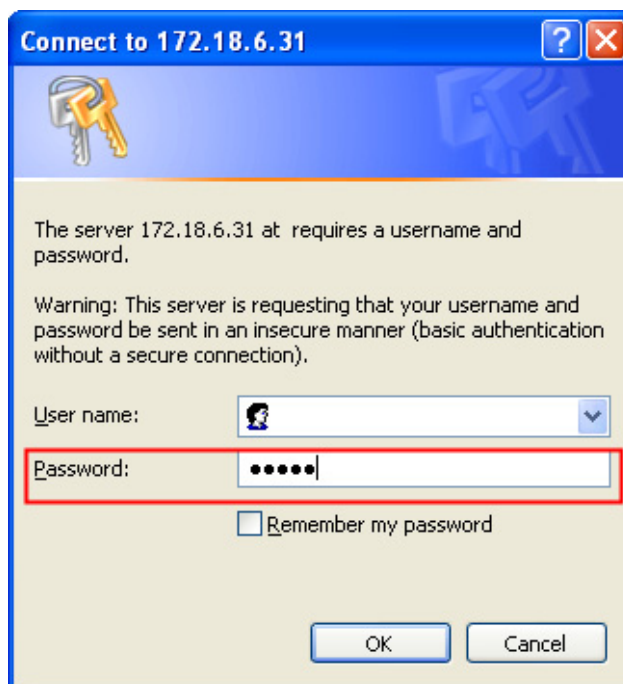 Connect to 172.18.6.31
The server 172.18.6.31 at  requires a username and
password.
Warning: This server is requesting that your username and
password be sent in an insecure manner (basic authentication
without a secure connection).
User name:
Password: •••••
Remember my password
OK Cancel